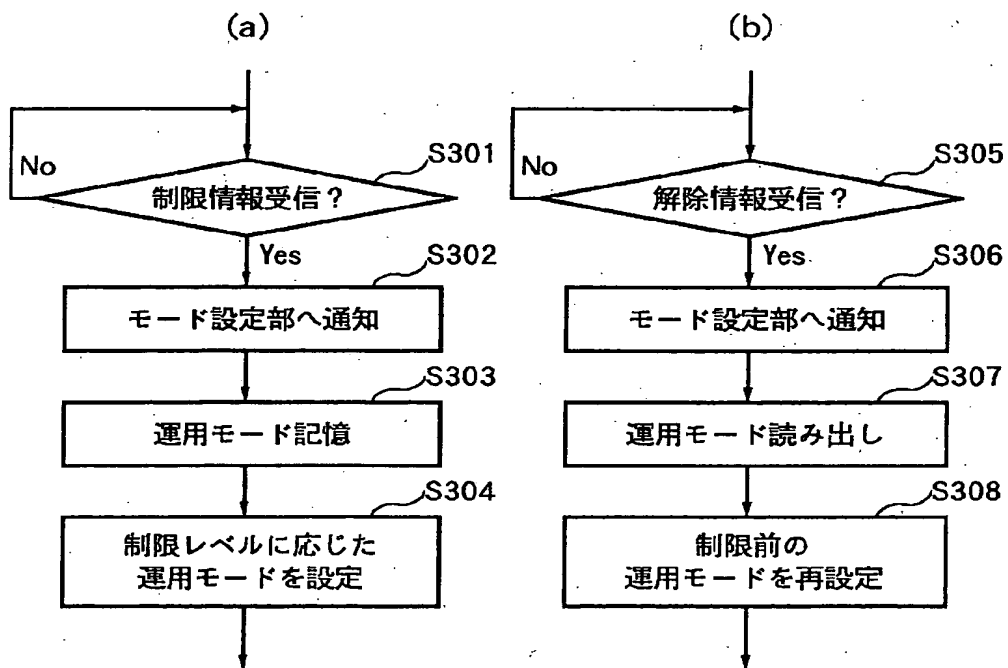 (a)
S301
No
制限情報受信?
Yes
S302
モード設定部へ通知
S303
運用モード記憶
S304
制限レベルに応じた
運用モードを設定
(b)
S305
No
解除情報受信?
Yes
S306
モード設定部へ通知
S307
運用モード読み出し
S308
制限前の
運用モードを再設定